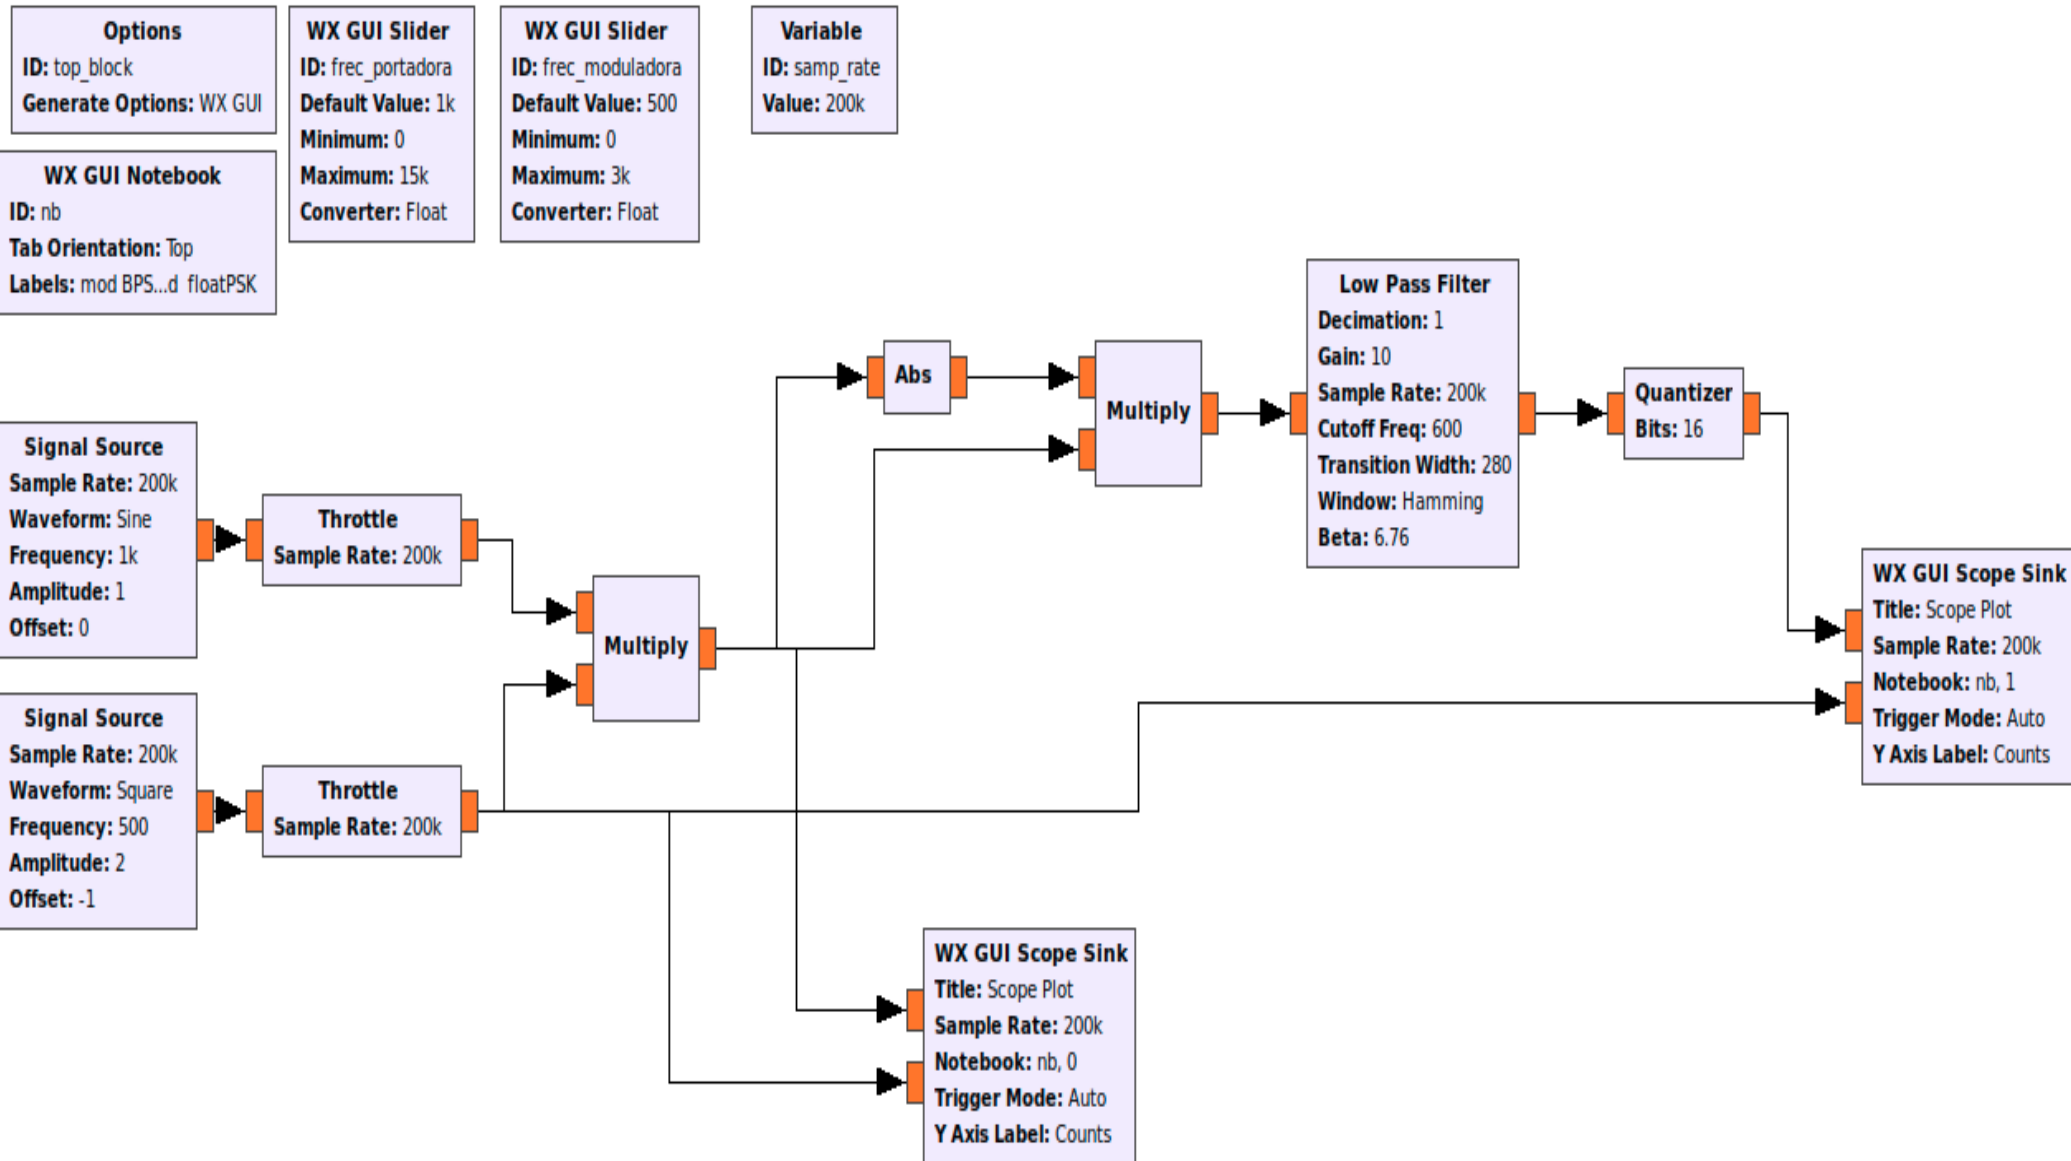 Options
ID: top_block
Generate Options: WX GUI
WX GUI Slider
ID: frec_portadora
Default Value: 1k
Minimum: 0
Maximum: 15k
Converter: Float
WX GUI Slider
ID: frec_moduladora
Default Value: 500
Minimum: 0
Maximum: 3k
Converter: Float
Variable
ID: samp_rate
Value: 200k
WX GUI Notebook
ID: nb
Tab Orientation: Top
Labels: mod BPS...d floatPSK
Low Pass Filter
Decimation: 1
Gain: 10
Sample Rate: 200k
Cutoff Freq: 600
Transition Width: 280
Window: Hamming
Beta: 6.76
Abs
Multiply
Quantizer
Bits: 16
Signal Source
Sample Rate: 200k
Waveform: Sine
Frequency: 1k
Amplitude: 1
Offset: 0
Throttle
Sample Rate: 200k
Multiply
WX GUI Scope Sink
Title: Scope Plot
Sample Rate: 200k
Notebook: nb, 1
Trigger Mode: Auto
Y Axis Label: Counts
Signal Source
Sample Rate: 200k
Waveform: Square
Frequency: 500
Amplitude: 2
Offset: -1
Throttle
Sample Rate: 200k
WX GUI Scope Sink
Title: Scope Plot
Sample Rate: 200k
Notebook: nb, 0
Trigger Mode: Auto
Y Axis Label: Counts